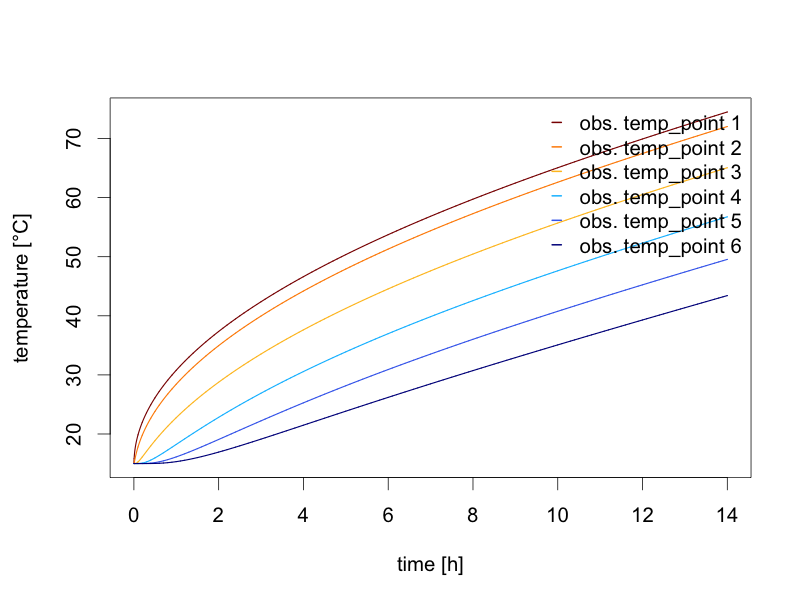 temperature [°C]
70
60
50
40
30
20
obs. temp_point 1
obs. temp_point 2
obs. temp_point 3
obs. temp_point 4
obs. temp_point 5
obs. temp_point 6
0 2 4 6 8 10 12 14
time [h]